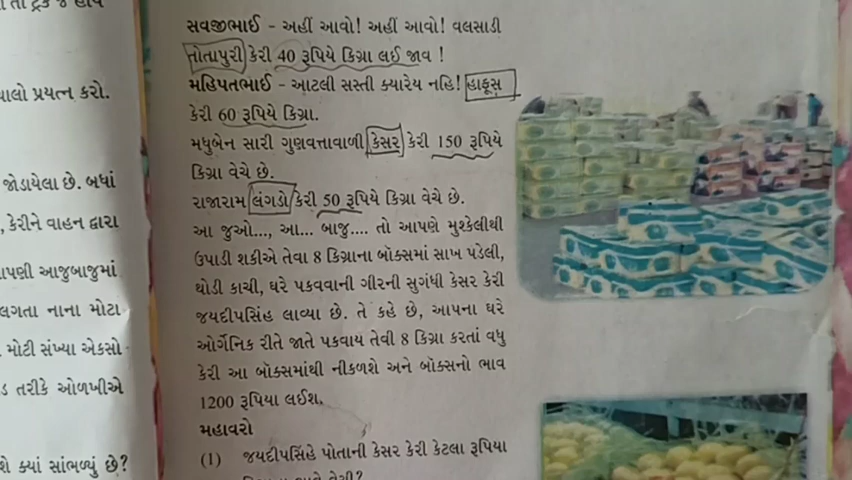 ચાલો પ્રયત્ન કરો.
જોડાયેલા છે. બધાં
, કેરીને વાહન દ્વારા
આજુબાજુમાં
નાના મોટા
મોટી સંખ્યા એકસો
તરીકે ઓળખીએ
ક્યાં સાંભળ્યું છે?
સવજીભાઈ - અહીં આવો! અહીં આવો! વલસાડી
તોતાપુરી કેરી 40 રૂપિયે કિગ્રા લઈ જાવ !
મહિપતભાઈ - આટલી સસ્તી ક્યારેય નહિ! હાફૂસ
કેરી 60 રૂપિયે કિગ્રા.
મધુબેન સારી ગુણવત્તાવાળી કેસર કેરી 150 રૂપિયે
કિગ્રા વેચે છે.
રાજારામ લંગડો કેરી 50 રૂપિયે કિગ્રા વેચે છે.
આ જુઓ..., આ... બાજુ.... તો આપણે મુશ્કેલીથી
ઉપાડી શકીએ તેવા 8 કિગ્રાના બૉક્સમાં સાખ પડેલી,
થોડી કાચી, ઘરે પકવવાની ગીરની સુગંધી કેસર કેરી
જયદીપસિંહ લાવ્યા છે. તે કહે છે, આપના ઘરે
ઓર્ગેનિક રીતે જાતે પકવાય તેવી 8 કિગ્રા કરતાં વધુ
કેરી આ બૉક્સમાંથી નીકળશે અને બૉક્સનો ભાવ
1200 રૂપિયા લઈશ.
મહાવરો
(1) જયદીપસિંહે પોતાની કેસર કેરી કેટલા રૂપિયા